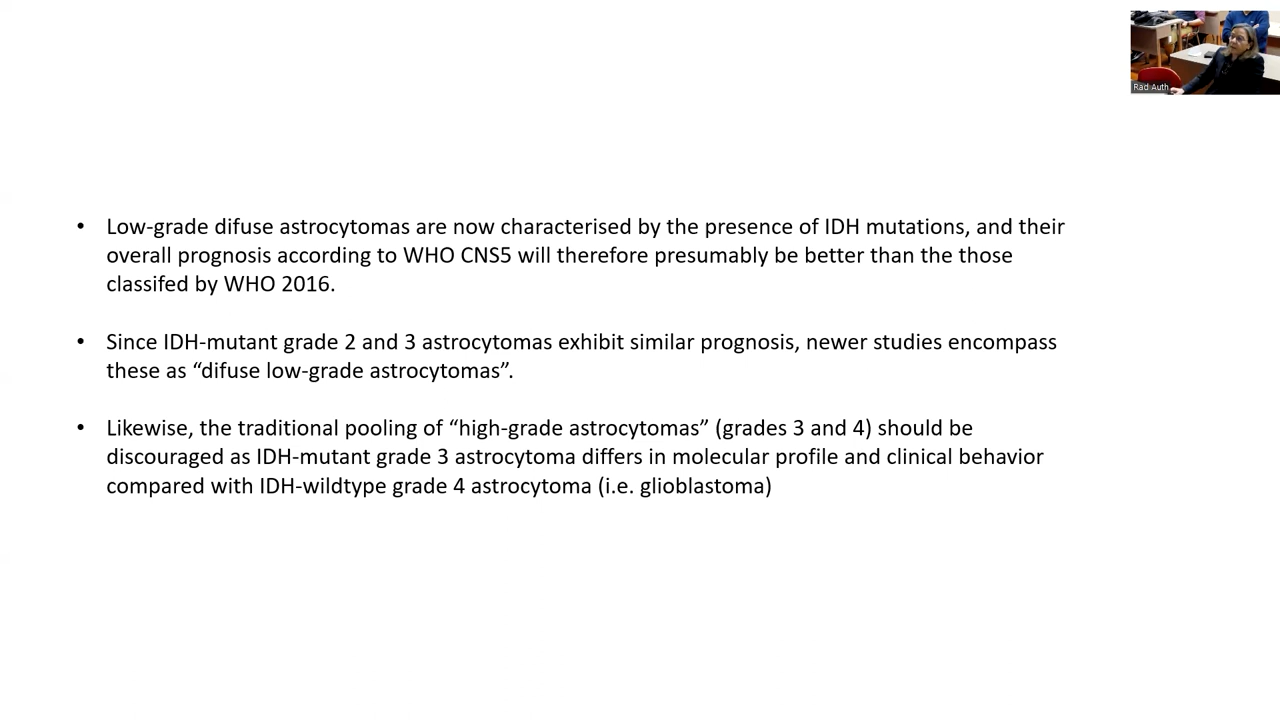 Rad Auth
• Low-grade difuse astrocytomas are now characterised by the presence of IDH mutations, and their
overall prognosis according to WHO CNS5 will therefore presumably be better than the those
classifed by WHO 2016.
• Since IDH-mutant grade 2 and 3 astrocytomas exhibit similar prognosis, newer studies encompass
these as “difuse low-grade astrocytomas”.
• Likewise, the traditional pooling of “high-grade astrocytomas” (grades 3 and 4) should be
discouraged as IDH-mutant grade 3 astrocytoma differs in molecular profile and clinical behavior
compared with IDH-wildtype grade 4 astrocytoma (i.e. glioblastoma)